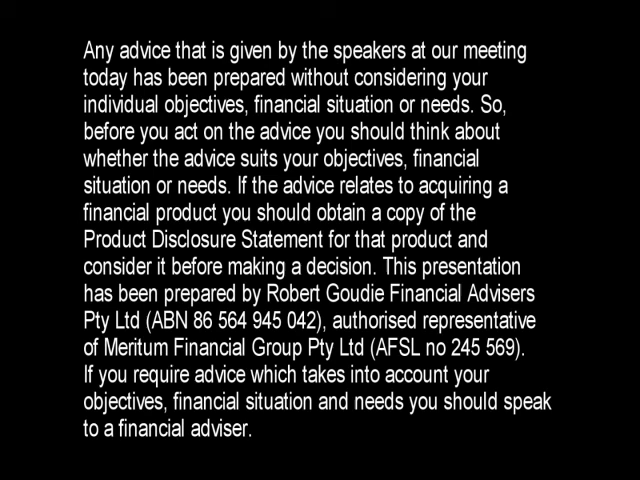 Any advice that is given by the speakers at our meeting
today has been prepared without considering your
individual objectives, financial situation or needs. So,
before you act on the advice you should think about
whether the advice suits your objectives, financial
situation or needs. If the advice relates to acquiring a
financial product you should obtain a copy of the
Product Disclosure Statement for that product and
consider it before making a decision. This presentation
has been prepared by Robert Goudie Financial Advisers
Pty Ltd (ABN 86 564 945 042), authorised representative
of Meritum Financial Group Pty Ltd (AFSL no 245 569).
If you require advice which takes into account your
objectives, financial situation and needs you should speak
to a financial adviser.